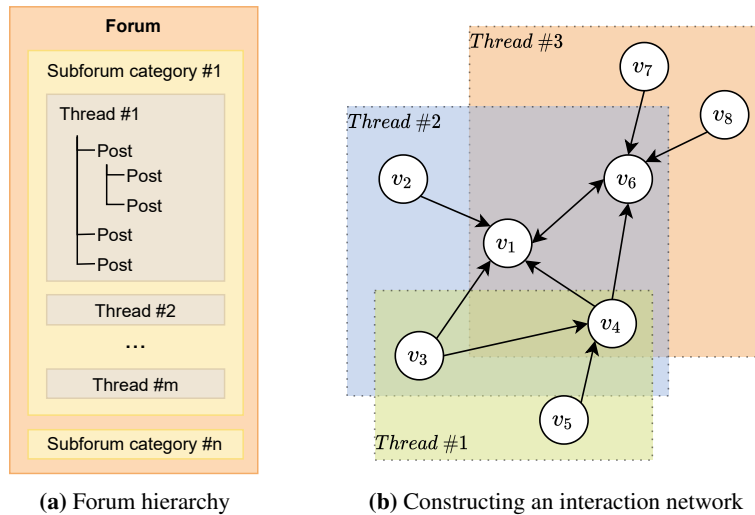 Forum
Subforum category #1
Thread #1
Post
Post
Post
Post
Post
Thread #2
...
Thread #m
Subforum category #n
(a) Forum hierarchy
Thread #3
v7
v8
Thread #2
v2
v6
v1
v4
v3
v5
Thread #1
(b) Constructing an interaction network